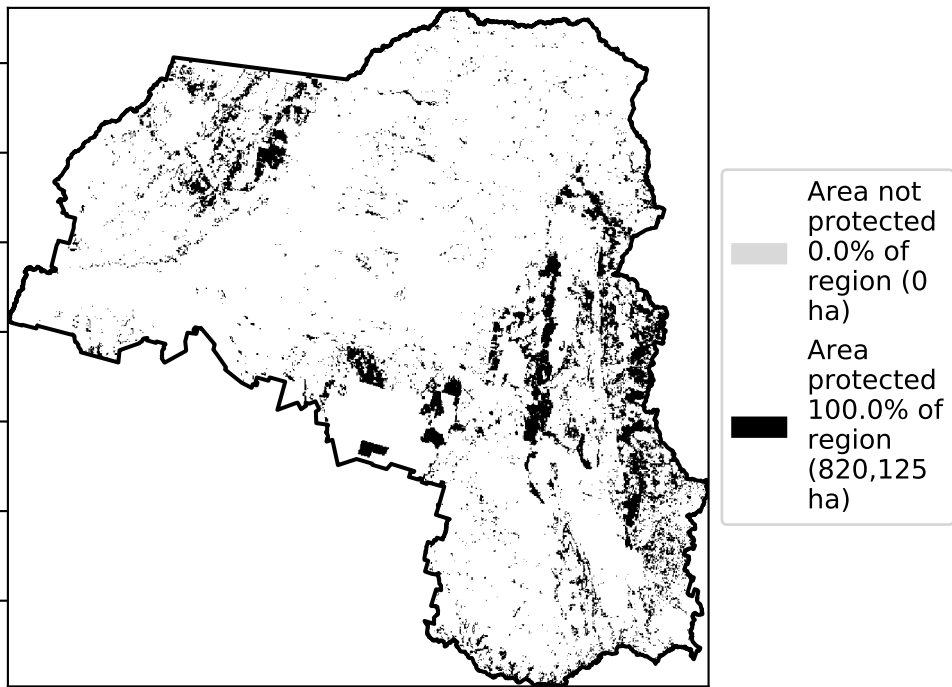 Area not
protected
0.0% of
region (0
ha)
Area
protected
100.0% of
region
(820,125
ha)